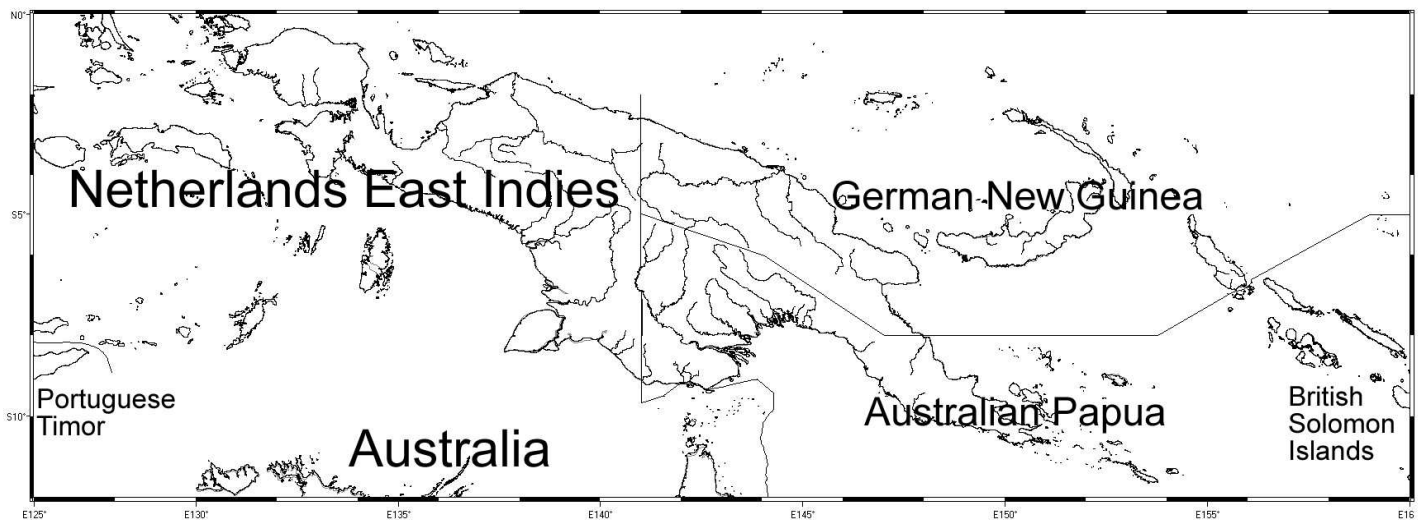 N0°
Netherlands East Indies
German New Guinea
S5°
Portuguese
Timor
S10°
Australia
Australian Papua
British
Solomon
Islands
E125°
E130°
E135°
E140°
E145°
E150°
E155°
E16